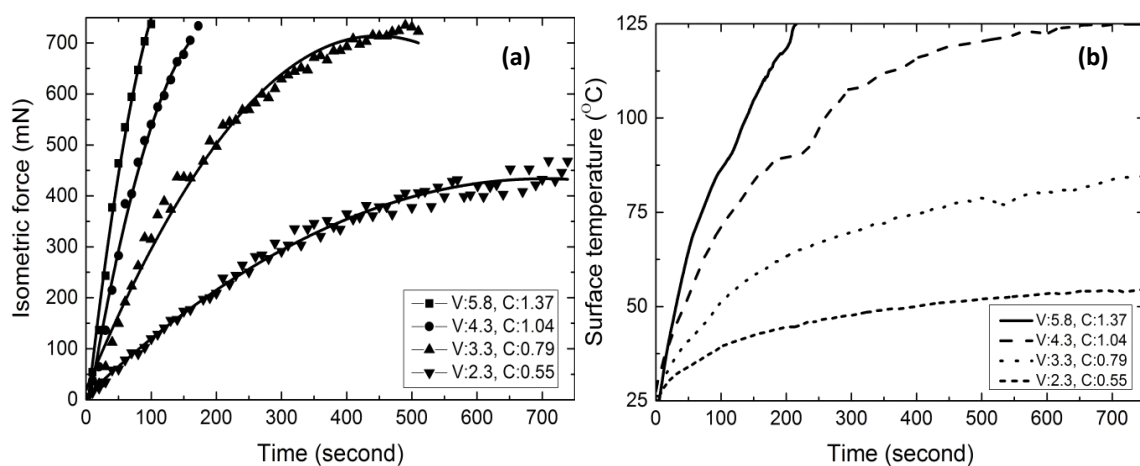 (a)
Isometric force (mN)
700
600
500
400
300
200
100
0
V:5.8, C:1.37
V:4.3, C:1.04
V:3.3, C:0.79
V:2.3, C:0.55
0 100 200 300 400 500 600 700
Time (second)
(b)
Surface temperature (°C)
125
100
75
50
25
V:5.8, C:1.37
V:4.3, C:1.04
V:3.3, C:0.79
V:2.3, C:0.55
0 100 200 300 400 500 600 700
Time (second)